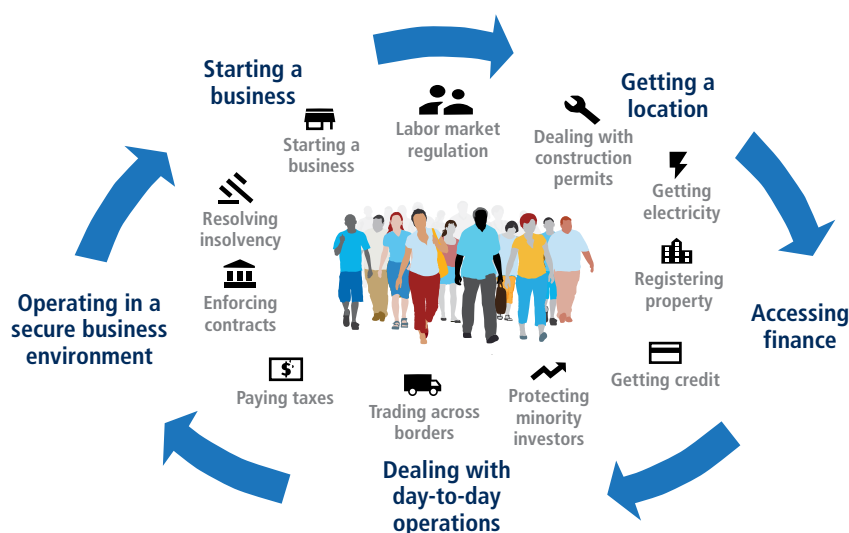 Starting a
business
Getting a
location
Accessing
finance
Dealing with
day-to-day
operations
Operating in a
secure business
environment
Starting a
business
Labor market
regulation
Dealing with
construction
permits
Getting
electricity
Registering
property
Getting credit
Protecting
minority
investors
Trading across
borders
$
Paying taxes
Enforcing
contracts
Resolving
insolvency